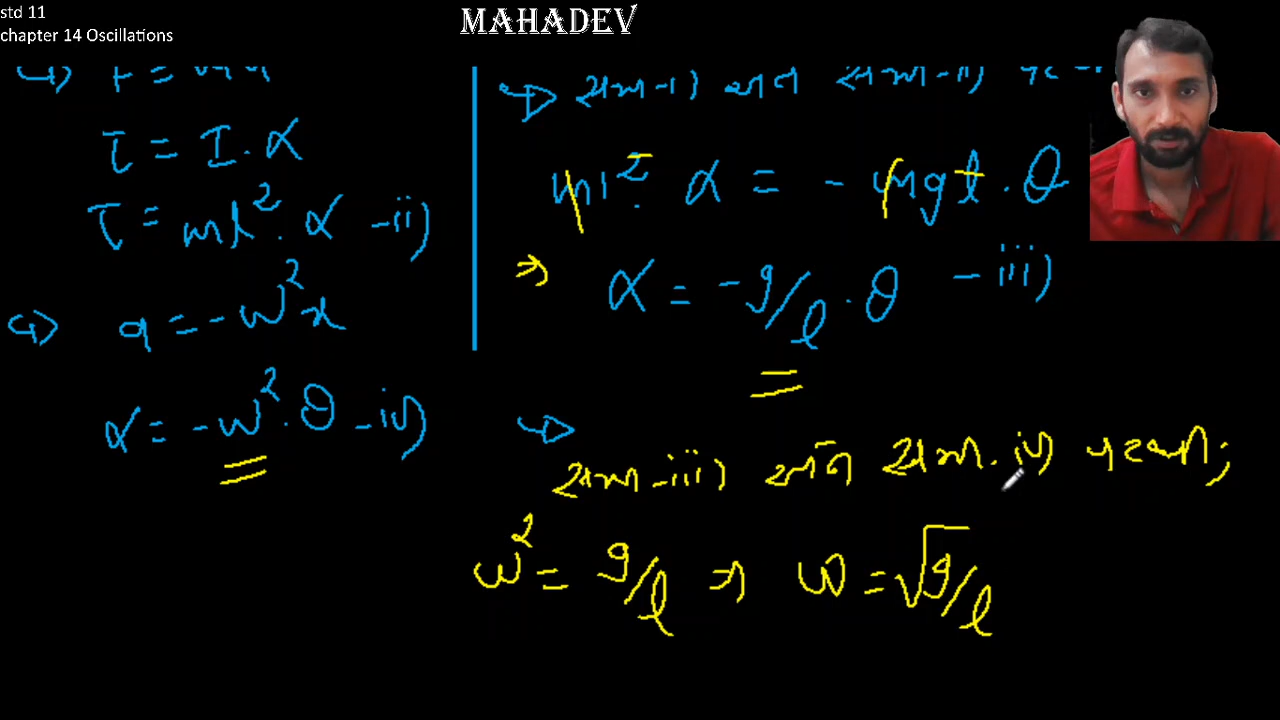 std 11
chapter 14 Oscillations
MAHADEV
τ = I · α
τ = ml² · α -ii)
↪ a = -ω²x
α = -ω² · θ -iv)
↪ સમ-i) અને સમ-ii) પરથી
ml² · α = - mgl · θ
⇒ α = -g/l · θ -iii)
↪ સમ-iii) અને સમ. iv) પરથી;
ω² = g/l ⇒ ω = √g/l